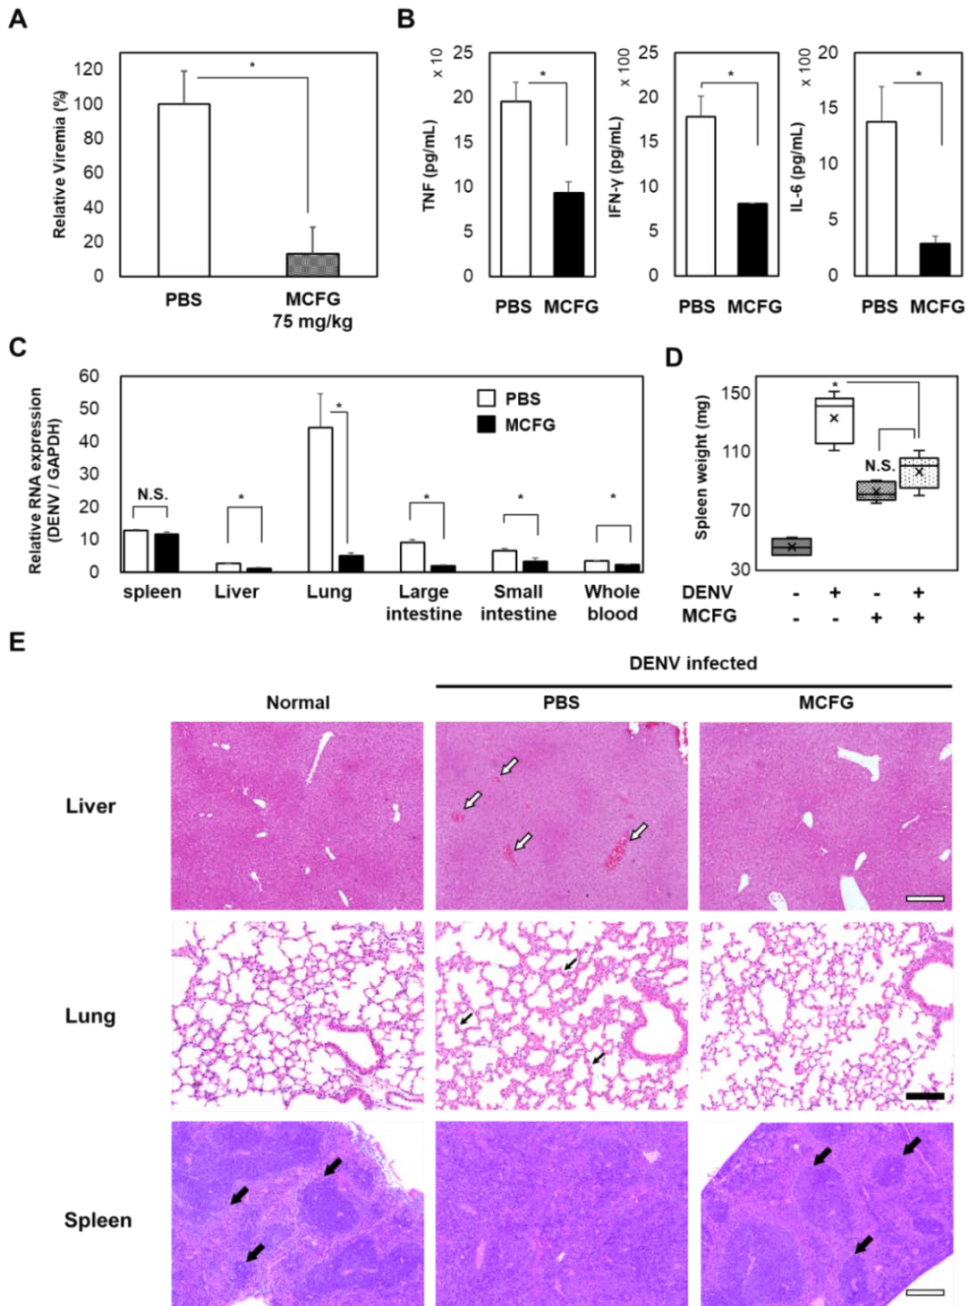 A
Relative Viremia (%)
120
100
80
60
40
20
0
*
PBS
MCFG
75 mg/kg
B
TNF (pg/mL)
x 10
25
20
15
10
5
0
*
PBS MCFG
IFN-γ (pg/mL)
x 100
25
20
15
10
5
0
*
PBS MCFG
IL-6 (pg/mL)
x 100
20
15
10
5
0
*
PBS MCFG
C
Relative RNA expression
(DENV / GAPDH)
60
50
40
30
20
10
0
PBS
MCFG
N.S.
*
*
*
*
*
spleen
Liver
Lung
Large
intestine
Small
intestine
Whole
blood
D
Spleen weight (mg)
150
110
70
30
*
N.S.
DENV - + - +
MCFG - - + +
E
DENV infected
Normal
PBS
MCFG
Liver
Lung
Spleen